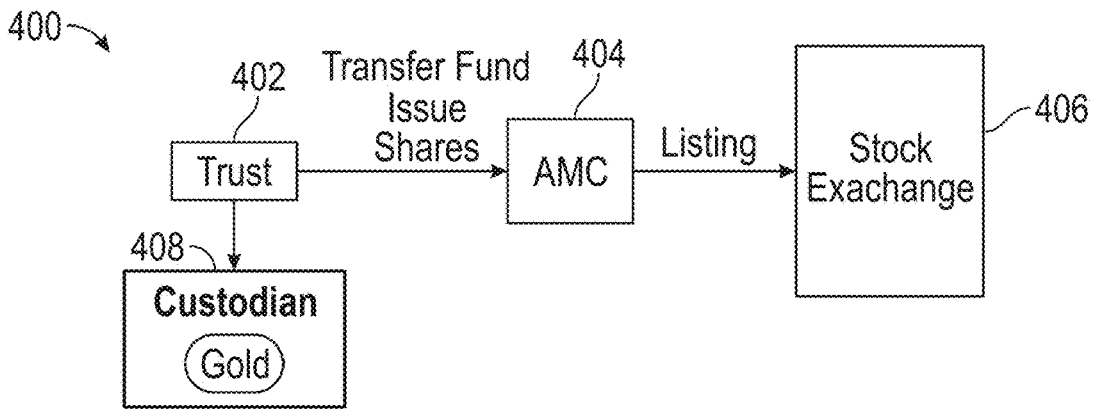 400
402
Transfer Fund
Issue
Shares
404
406
Trust
AMC
Listing
Stock
Exachange
408
Custodian
Gold